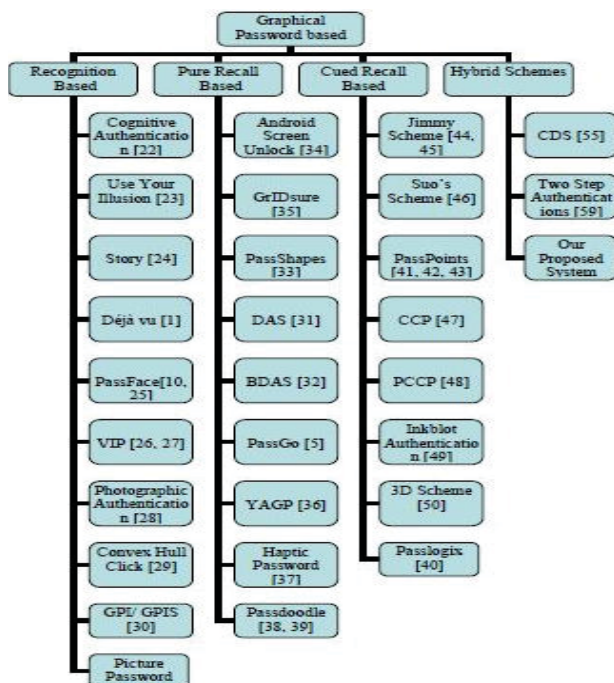 Graphical
Password based
Recognition
Based
Pure Recall
Based
Cued Recall
Based
Hybrid Schemes
Cognitive
Authenticatio
n [22]
Use Your
Illusion [23]
Story [24]
Déjà vu[1]
PassFace[10,
25]
VIP [26, 27]
Photographic
Authentication
n [28]
Convex Hull
Click [29]
GPI/ GPIS
[30]
Picture
Password
Android
Screen
Unlock [34]
GrIDsure
[35]
PassShapes
[33]
DAS [31]
BDAS [32]
PassGo [5]
YAGP [36]
Haptic
Password
[37]
Passdoodle
[38, 39]
Jimmy
Scheme [44,
45]
Suo's
Scheme [46]
PassPoints
[41, 42, 43]
CCP [47]
PCCP [48]
Inkblot
Authenticatio
n [49]
3D Scheme
[50]
Passlogix
[40]
CDS [55]
Two Step
Authenticat
ions [59]
Our
Proposed
System